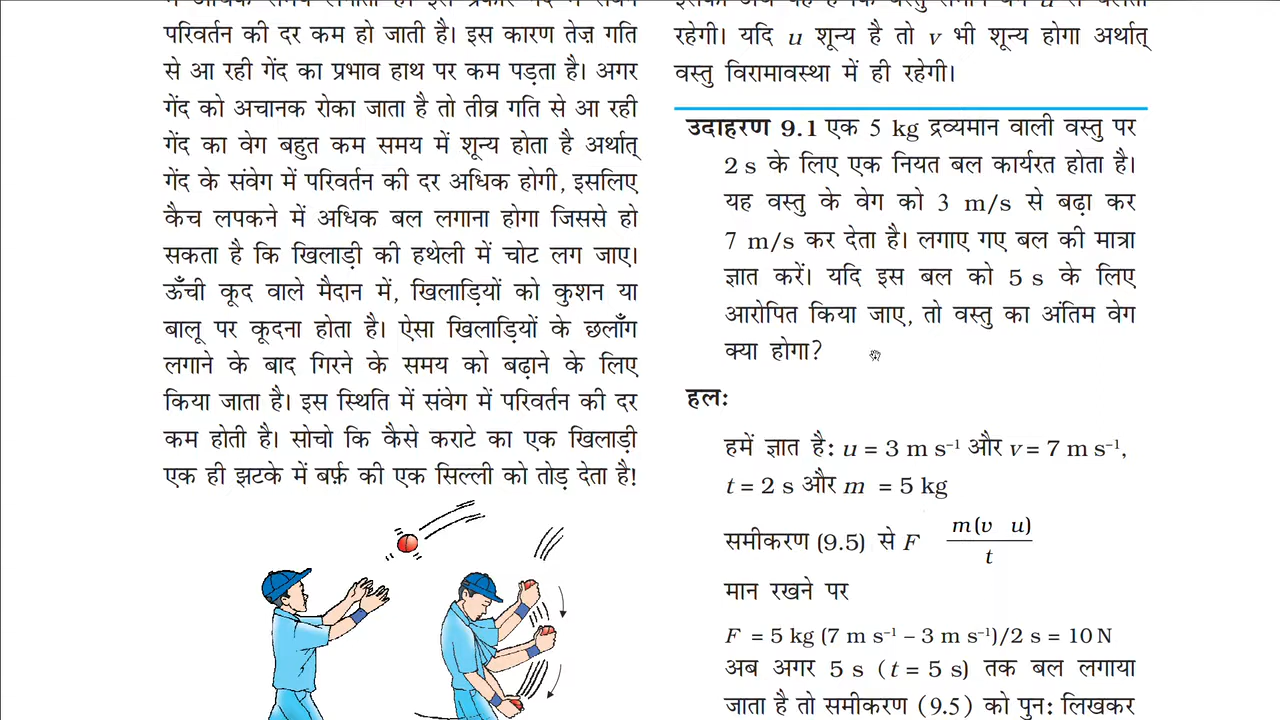 परिवर्तन की दर कम हो जाती है। इस कारण तेज़ गति
से आ रही गेंद का प्रभाव हाथ पर कम पड़ता है। अगर
गेंद को अचानक रोका जाता है तो तीव्र गति से आ रही
गेंद का वेग बहुत कम समय में शून्य होता है अर्थात्
गेंद के संवेग में परिवर्तन की दर अधिक होगी, इसलिए
कैच लपकने में अधिक बल लगाना होगा जिससे हो
सकता है कि खिलाड़ी की हथेली में चोट लग जाए।
ऊँची कूद वाले मैदान में, खिलाड़ियों को कुशन या
बालू पर कूदना होता है। ऐसा खिलाड़ियों के छलाँग
लगाने के बाद गिरने के समय को बढ़ाने के लिए
किया जाता है। इस स्थिति में संवेग में परिवर्तन की दर
कम होती है। सोचो कि कैसे कराटे का एक खिलाड़ी
एक ही झटके में बर्फ़ की एक सिल्ली को तोड़ देता है!
रहेगी। यदि u शून्य है तो v भी शून्य होगा अर्थात्
वस्तु विरामावस्था में ही रहेगी।
उदाहरण 9.1 एक 5 kg द्रव्यमान वाली वस्तु पर
2 s के लिए एक नियत बल कार्यरत होता है।
यह वस्तु के वेग को 3 m/s से बढ़ा कर
7 m/s कर देता है। लगाए गए बल की मात्रा
ज्ञात करें। यदि इस बल को 5 s के लिए
आरोपित किया जाए, तो वस्तु का अंतिम वेग
क्या होगा?
हलः
हमें ज्ञात है: u = 3 m s⁻¹ और v = 7 m s⁻¹,
t = 2 s और m = 5 kg
समीकरण (9.5) से F m(v u)
t
मान रखने पर
F = 5 kg (7 m s⁻¹ – 3 m s⁻¹)/2 s = 10 N
अब अगर 5 s (t = 5 s) तक बल लगाया
जाता है तो समीकरण (9.5) को पुन: लिखकर